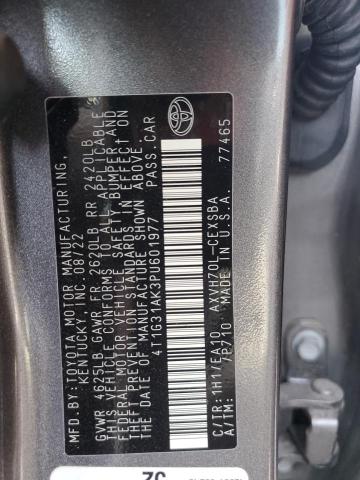 MFD. BY: TOYOTA MOTOR MANUFACTURING,
KENTUCKY, INC. 08/22
GVWR 4625LB GAWR FR 2620LB RR 2420LB
THIS VEHICLE CONFORMS TO ALL APPLICABLE
FEDERAL MOTOR VEHICLE SAFETY BUMPER AND
THEFT PREVENTION STANDARDS IN EFFECT ON
THE DATE OF MANUFACTURE SHOWN ABOVE.
4T1G31AK3PU601977 PASS.CAR
C/TR: 1H1/EA10 AXVH70L-CEXSBA
A/TM: /P710 MADE IN U.S.A. 77465